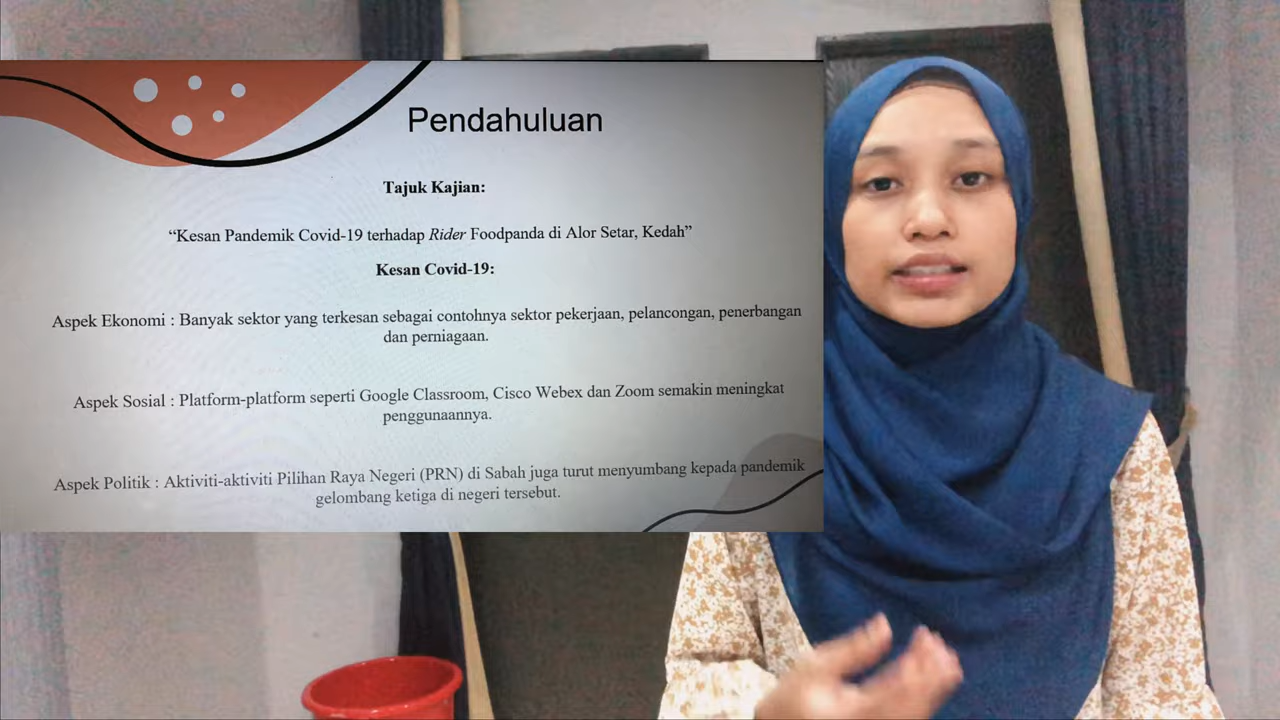 Pendahuluan
Tajuk Kajian:
“Kesan Pandemik Covid-19 terhadap Rider Foodpanda di Alor Setar, Kedah”
Kesan Covid-19:
Aspek Ekonomi : Banyak sektor yang terkesan sebagai contohnya sektor pekerjaan, pelancongan, penerbangan
dan perniagaan.
Aspek Sosial : Platform-platform seperti Google Classroom, Cisco Webex dan Zoom semakin meningkat
penggunaannya.
Aspek Politik : Aktiviti-aktiviti Pilihan Raya Negeri (PRN) di Sabah juga turut menyumbang kepada pandemik
gelombang ketiga di negeri tersebut.